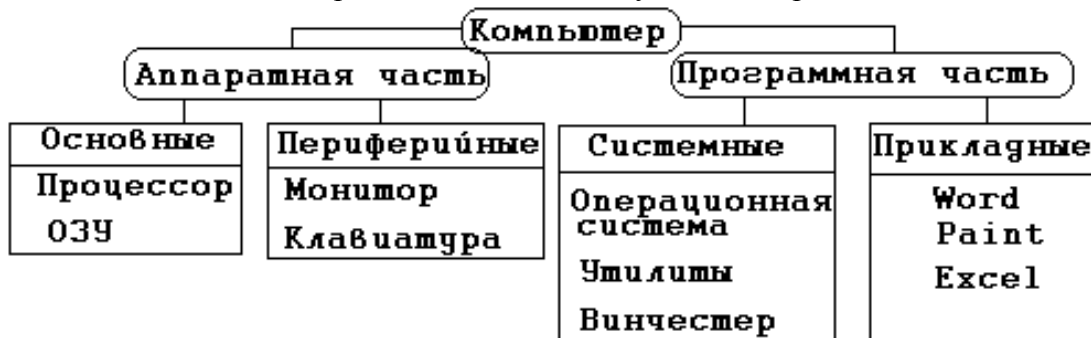 Компьютер
Аппаратная часть
Программная часть
Основные
Процессор
ОЗУ
Периферийные
Монитор
Клавиатура
Системные
Операционная
система
Утилиты
Винчестер
Прикладные
Word
Paint
Excel